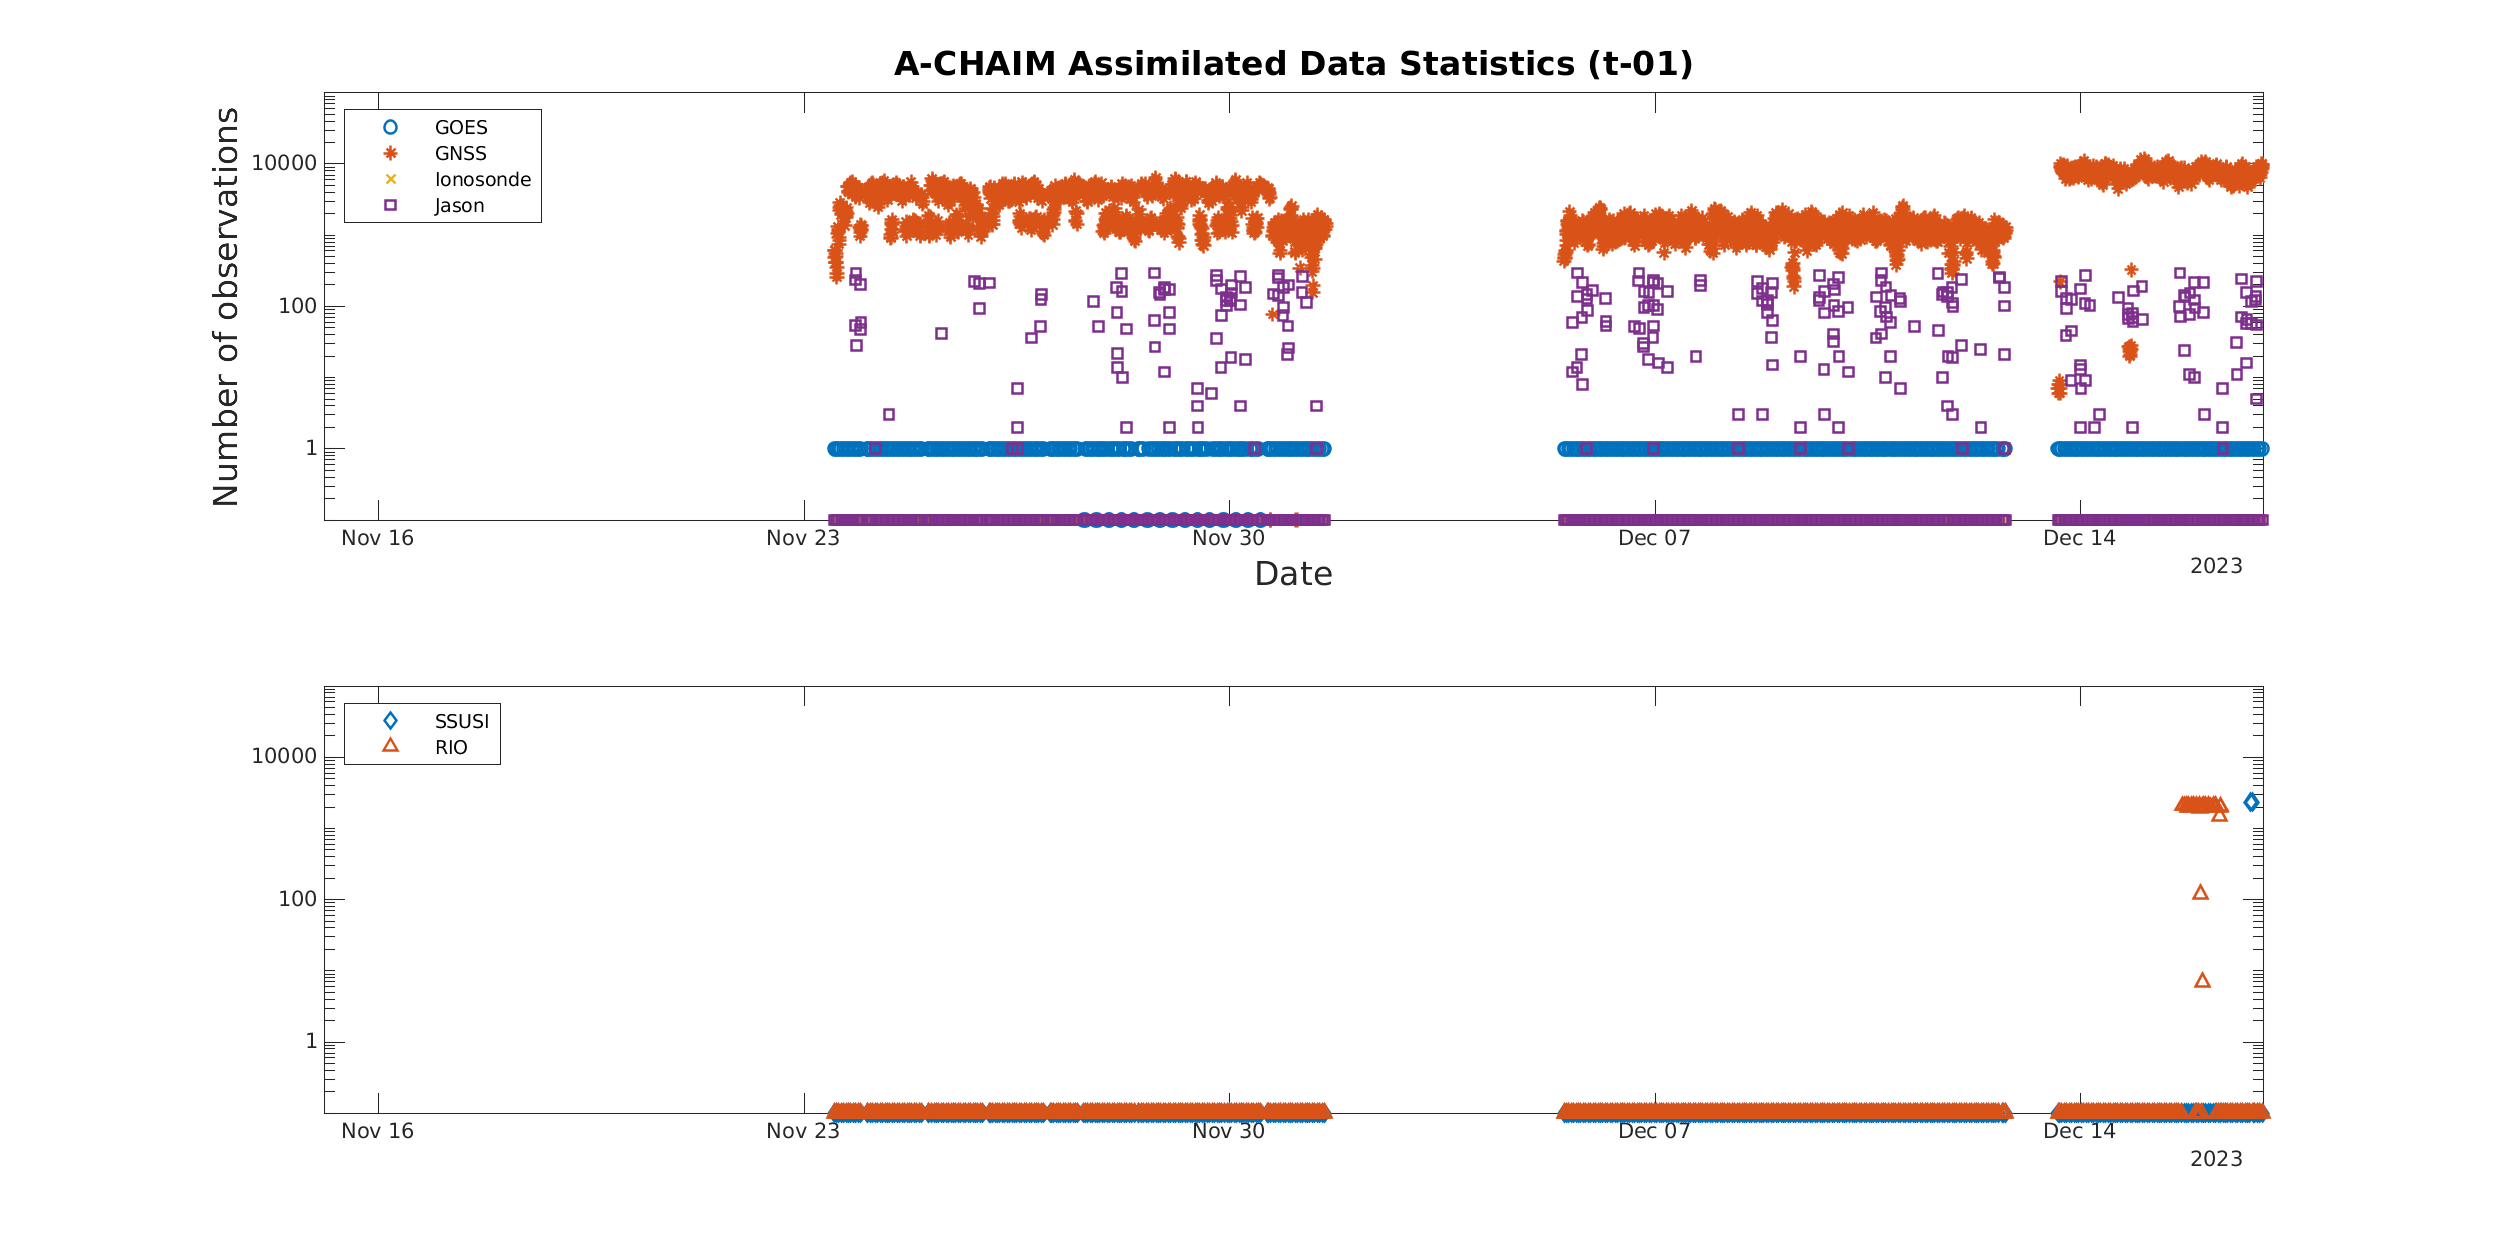 A-CHAIM Assimilated Data Statistics (t-01)
Number of observations
10000
100
1
GOES
GNSS
Ionosonde
Jason
Nov 16
Nov 23
Nov 30
Dec 07
Dec 14
2023
Date
10000
100
1
SSUSI
RIO
Nov 16
Nov 23
Nov 30
Dec 07
Dec 14
2023